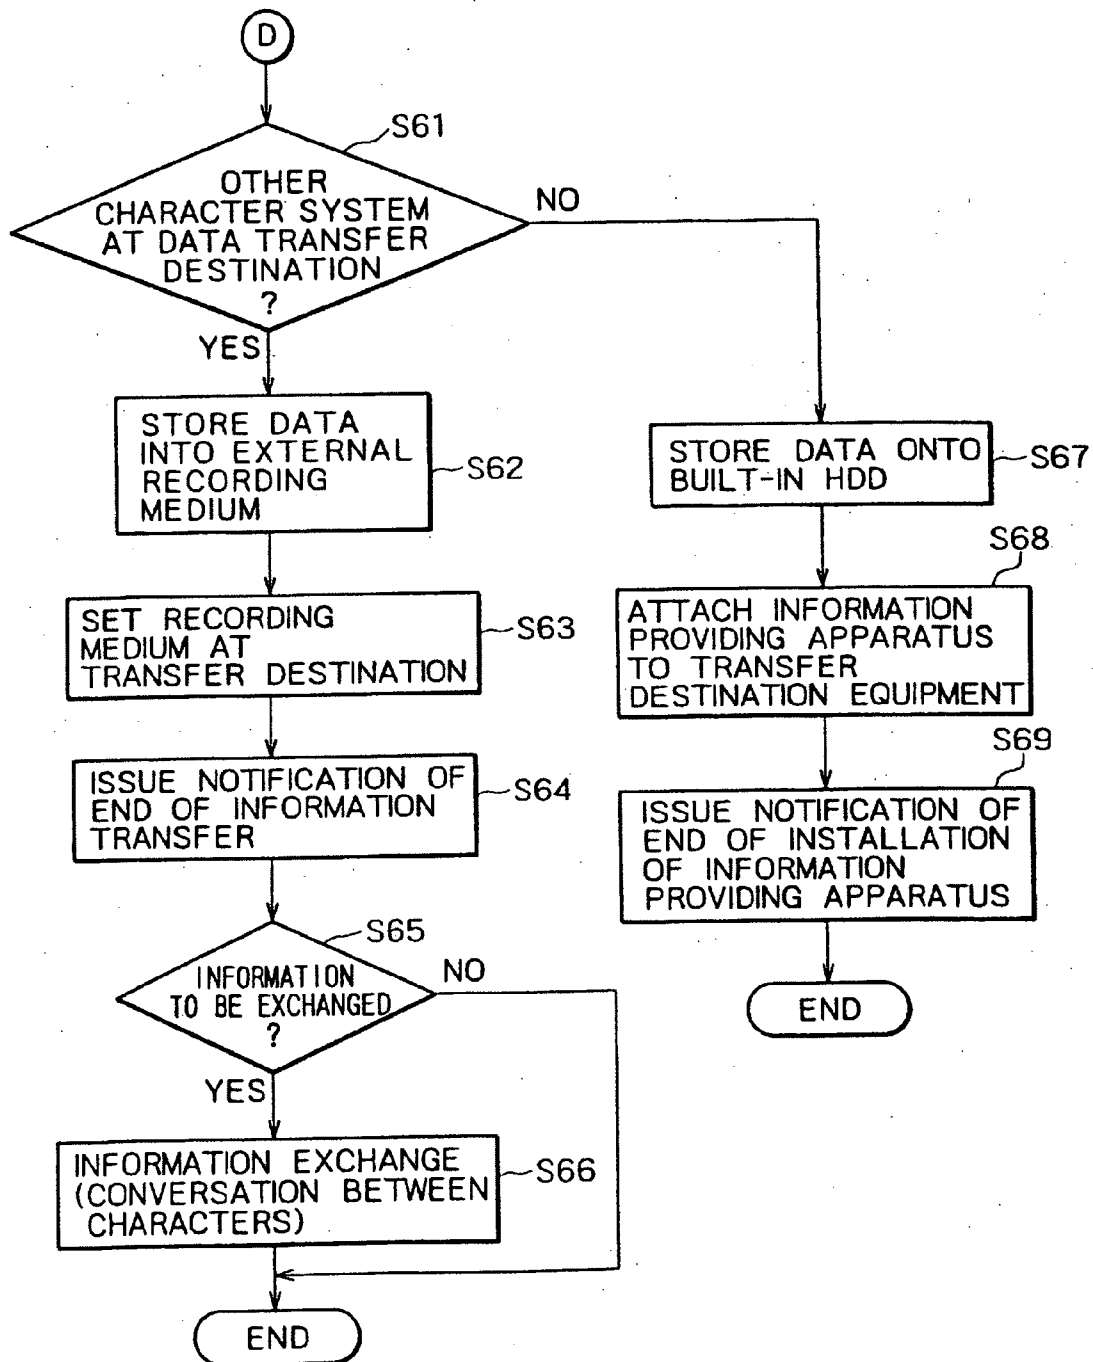 D
S61
OTHER
CHARACTER SYSTEM
AT DATA TRANSFER
DESTINATION
?
NO
YES
STORE DATA
INTO EXTERNAL
RECORDING
MEDIUM
S62
SET RECORDING
MEDIUM AT
TRANSFER DESTINATION
S63
ISSUE NOTIFICATION OF
END OF INFORMATION
TRANSFER
S64
S65
INFORMATION
TO BE EXCHANGED
?
NO
YES
INFORMATION EXCHANGE
(CONVERSATION BETWEEN
CHARACTERS)
S66
END
STORE DATA ONTO
BUILT-IN HDD
S67
S68
ATTACH INFORMATION
PROVIDING APPARATUS
TO TRANSFER
DESTINATION EQUIPMENT
S69
ISSUE NOTIFICATION OF
END OF INSTALLATION
OF INFORMATION
PROVIDING APPARATUS
END